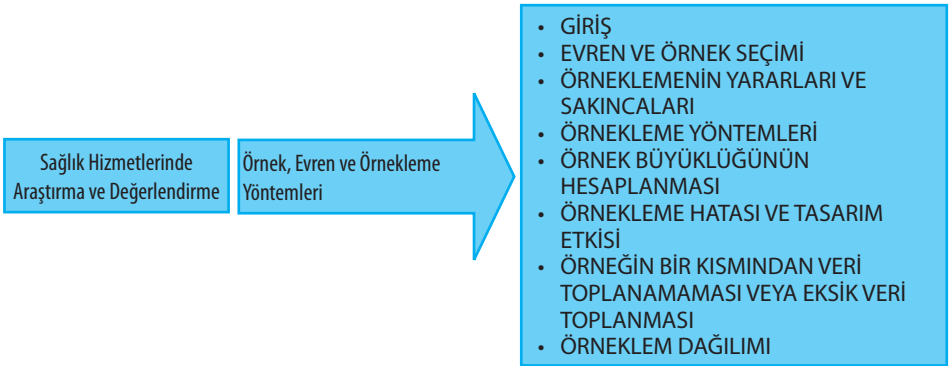 Sağlık Hizmetlerinde
Araştırma ve Değerlendirme
Örnek, Evren ve Örnekleme
Yöntemleri
• GİRİŞ
• EVREN VE ÖRNEK SEÇİMİ
• ÖRNEKLEMENİN YARARLARI VE
SAKINCALARI
• ÖRNEKLEME YÖNTEMLERİ
• ÖRNEK BÜYÜKLÜĞÜNÜN
HESAPLANMASI
• ÖRNEKLEME HATASI VE TASARIM
ETKİSİ
• ÖRNEĞİN BİR KISMINDAN VERİ
TOPLANAMAMASI VEYA EKSİK VERİ
TOPLANMASI
• ÖRNEKLEM DAĞILIMI